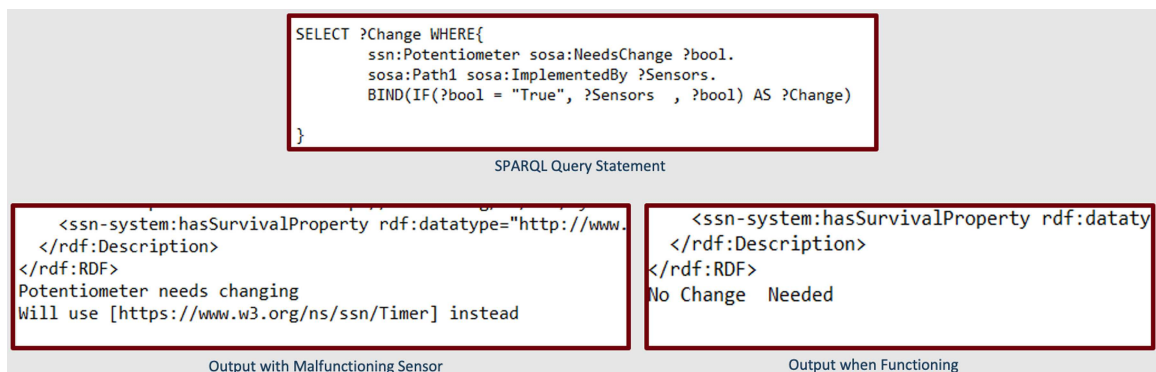 SELECT ?Change WHERE{
ssn:Potentiometer sosa:NeedsChange ?bool.
sosa:Path1 sosa:ImplementedBy ?Sensors.
BIND(IF(?bool = "True", ?Sensors , ?bool) AS ?Change)
}
SPARQL Query Statement
<ssn-system:hasSurvivalProperty rdf:datatype="http://www.
</rdf:Description>
</rdf:RDF>
Potentiometer needs changing
Will use [https://www.w3.org/ns/ssn/Timer] instead
Output with Malfunctioning Sensor
<ssn-system:hasSurvivalProperty rdf:dataty
</rdf:Description>
</rdf:RDF>
No Change Needed
Output when Functioning